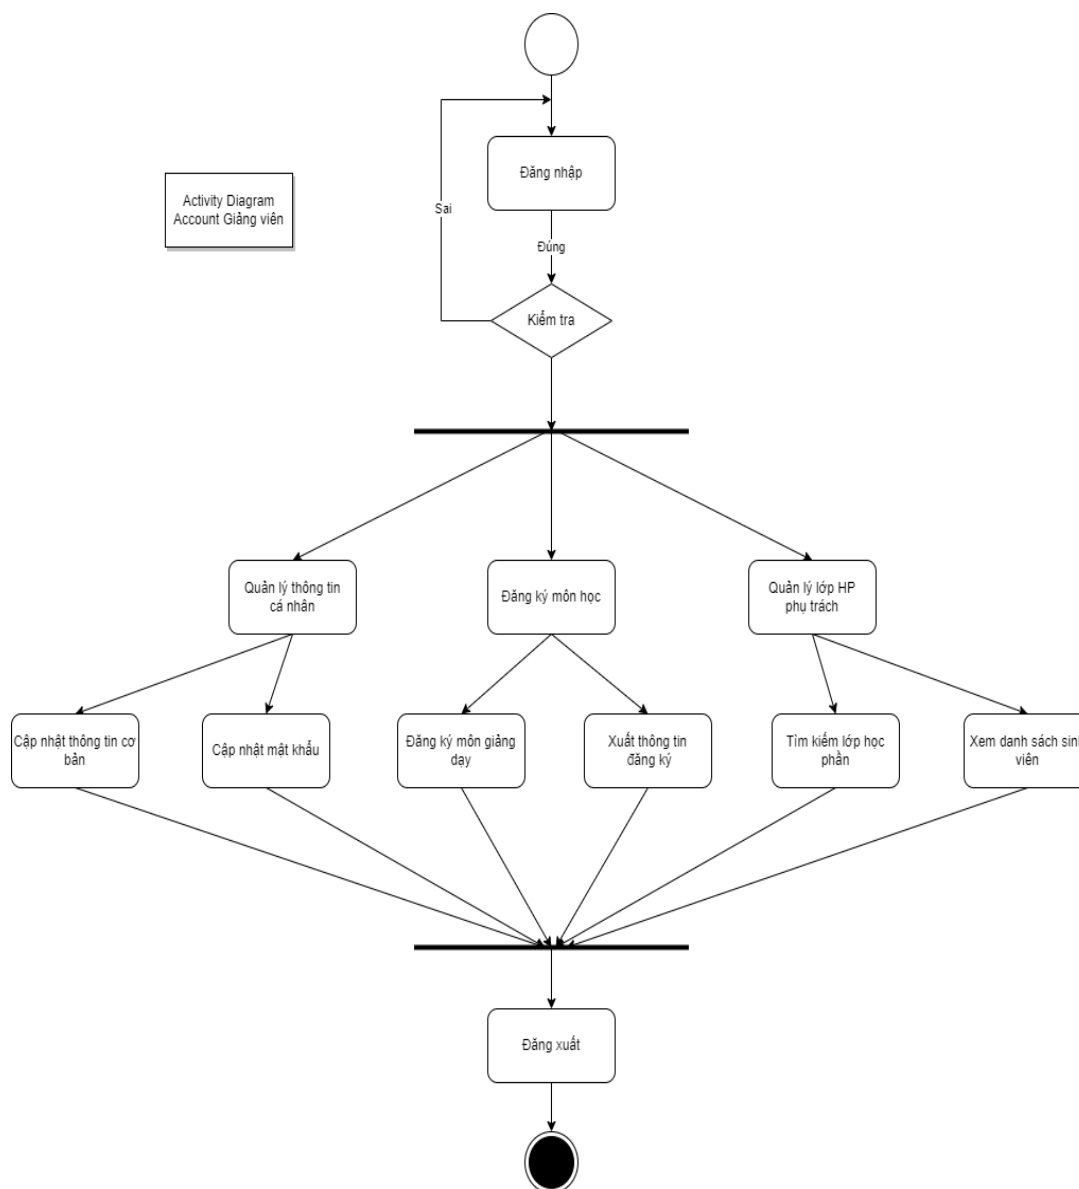 Đăng nhập
Activity Diagram
Account Giảng viên
Sai
Đúng
Kiểm tra
Quản lý thông tin
cá nhân
Đăng ký môn học
Quản lý lớp HP
phụ trách
Cập nhật thông tin cơ
bản
Cập nhật mật khẩu
Đăng ký môn giảng
dạy
Xuất thông tin
đăng ký
Tìm kiếm lớp học
phần
Xem danh sách sinh
viên
Đăng xuất